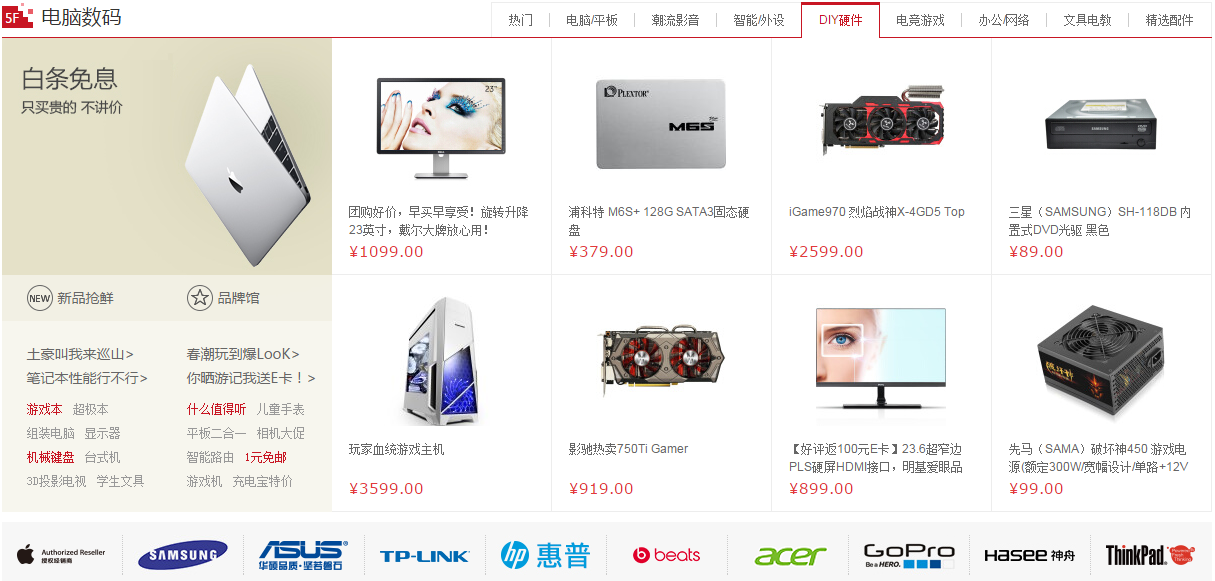 5F 电脑数码
热门 电脑/平板 潮流影音 智能/外设 DIY硬件 电竞游戏 办公/网络 文具电教 精选配件
白条免息
只买贵的 不讲价
23"
DELL
PLEXTOR
M6S
SAMSUNG
团购好价，早买早享受！旋转升降
23英寸，戴尔大牌放心用！
¥1099.00
浦科特 M6S+ 128G SATA3固态硬
盘
¥379.00
iGame970 烈焰战神X-4GD5 Top
¥2599.00
三星（SAMSUNG）SH-118DB 内
置式DVD光驱 黑色
¥89.00
NEW 新品抢鲜
品牌馆
土豪叫我来巡山>
春潮玩到爆LooK>
笔记本性能行不行>
你晒游记我送E卡！>
游戏本 超极本
什么值得听 儿童手表
组装电脑 显示器
平板二合一 相机大促
机械键盘 台式机
智能路由 1元免邮
3D投影电视 学生文具
游戏机 充电宝特价
破坏神
玩家血统游戏主机
¥3599.00
影驰热卖750Ti Gamer
¥919.00
【好评返100元E卡】23.6超窄边
PLS硬屏HDMI接口，明基爱眼品
¥899.00
先马（SAMA）破坏神450 游戏电
源(额定300W/宽幅设计/单路+12V
¥99.00
Authorized Reseller
授权经销商
SAMSUNG
ASUS
华硕品质·坚若磐石
TP-LINK
hp 惠普
beats
acer
GoPro
Be a HERO.
Hasee 神舟
ThinkPad